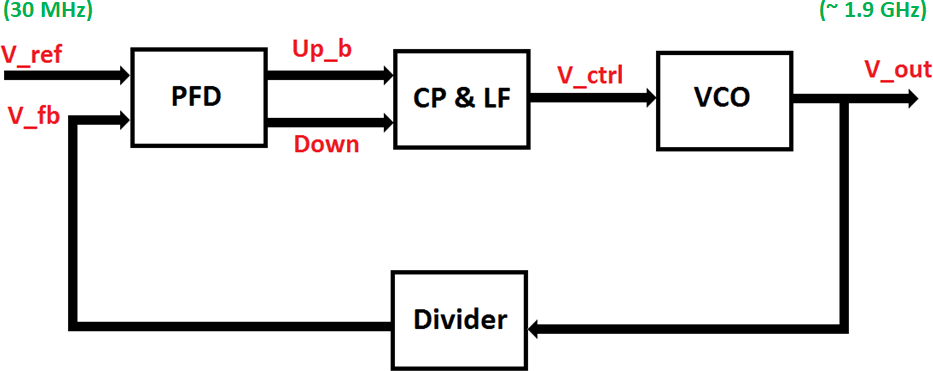 (30 MHz)
(~ 1.9 GHz)
V_ref
Up_b
V_ctrl
V_out
PFD
CP & LF
VCO
V_fb
Down
Divider